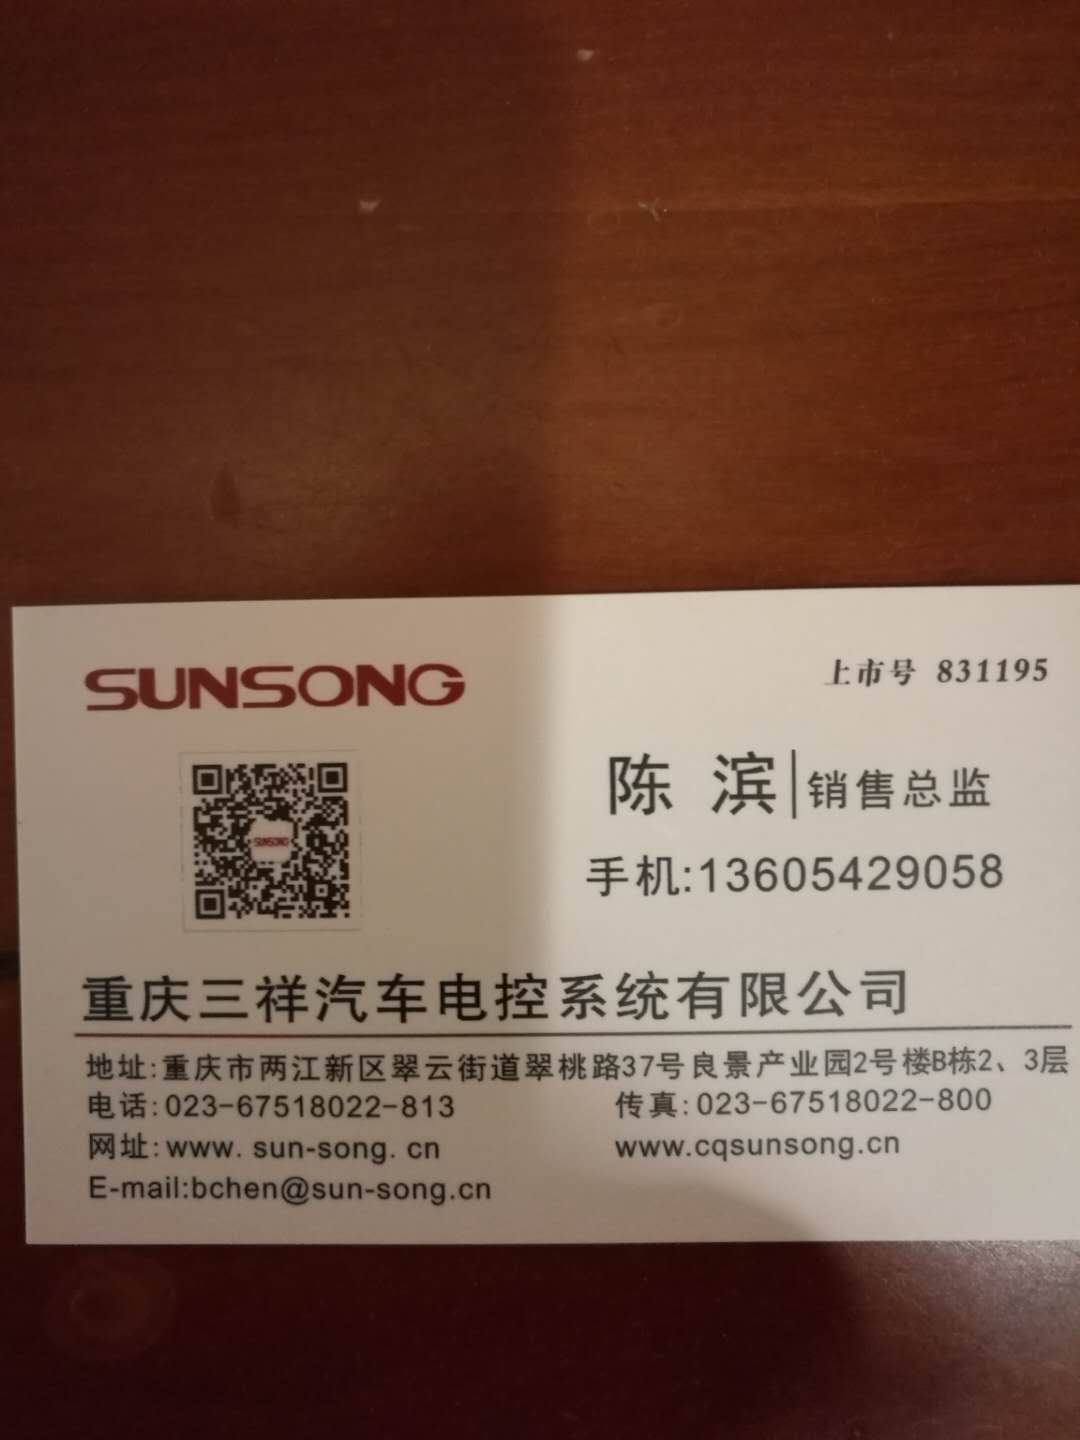 SUNSONG
上市号 831195
SUNSONG
陈 滨 销售总监
手机:13605429058
重庆三祥汽车电控系统有限公司
地址:重庆市两江新区翠云街道翠桃路37号良景产业园2号楼B栋2、3层
电话:023-67518022-813 传真:023-67518022-800
网址:www. sun-song. cn www.cqsunsong.cn
E-mail:bchen@sun-song.cn